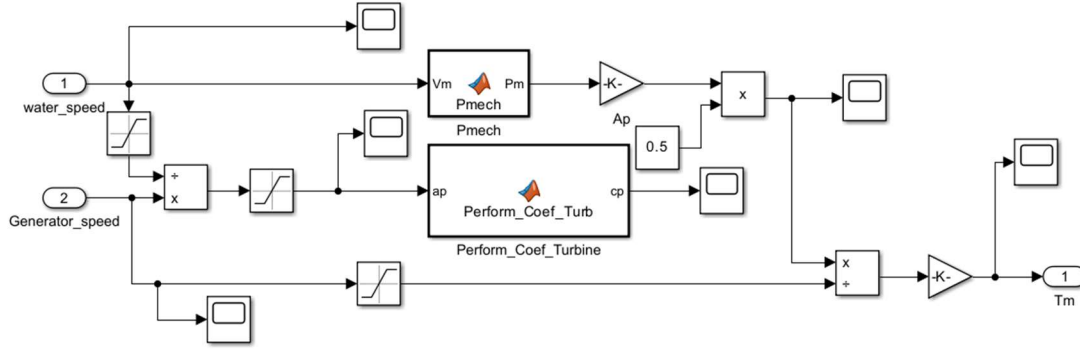 1
water_speed
Vm
Pmech
Pm
Pmech
-K-
Ap
x
0.5
÷
x
2
Generator_speed
ap
Perform_Coef_Turb
cp
Perform_Coef_Turbine
x
÷
-K-
1
Tm